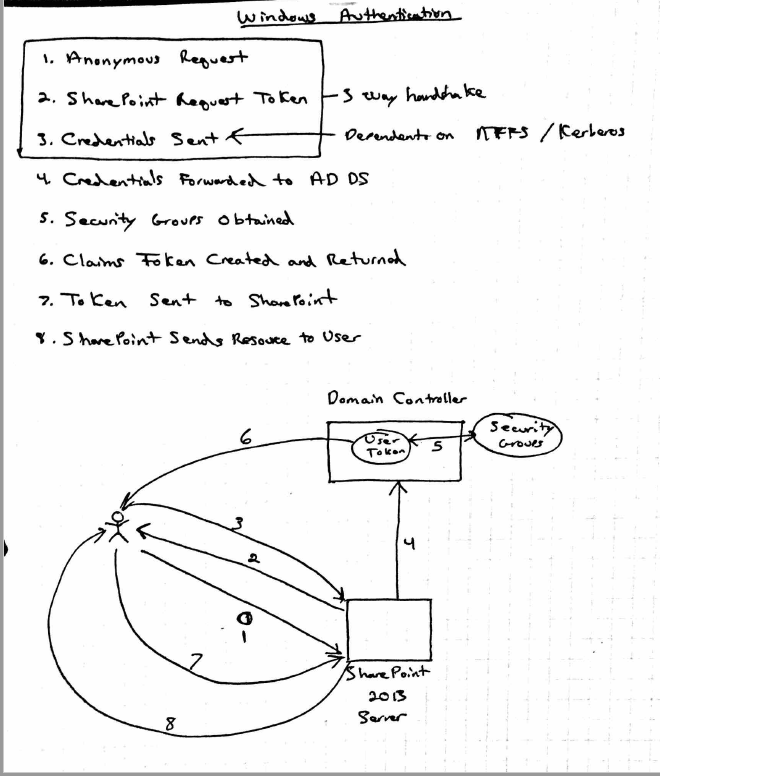 Windows Authentication
1. Anonymous Request
2. SharePoint Request Token - 3 way handshake
3. Credentials Sent Dependent on NTFS / Kerberos
4. Credentials Forwarded to AD DS
5. Security Groups Obtained
6. Claims Token Created and Returned
7. Token Sent to SharePoint
8. SharePoint Sends Resource to User
Domain Controller
User
Token
5
Security
Groups
6
3
2
4
1
7
8
SharePoint
2013
Server